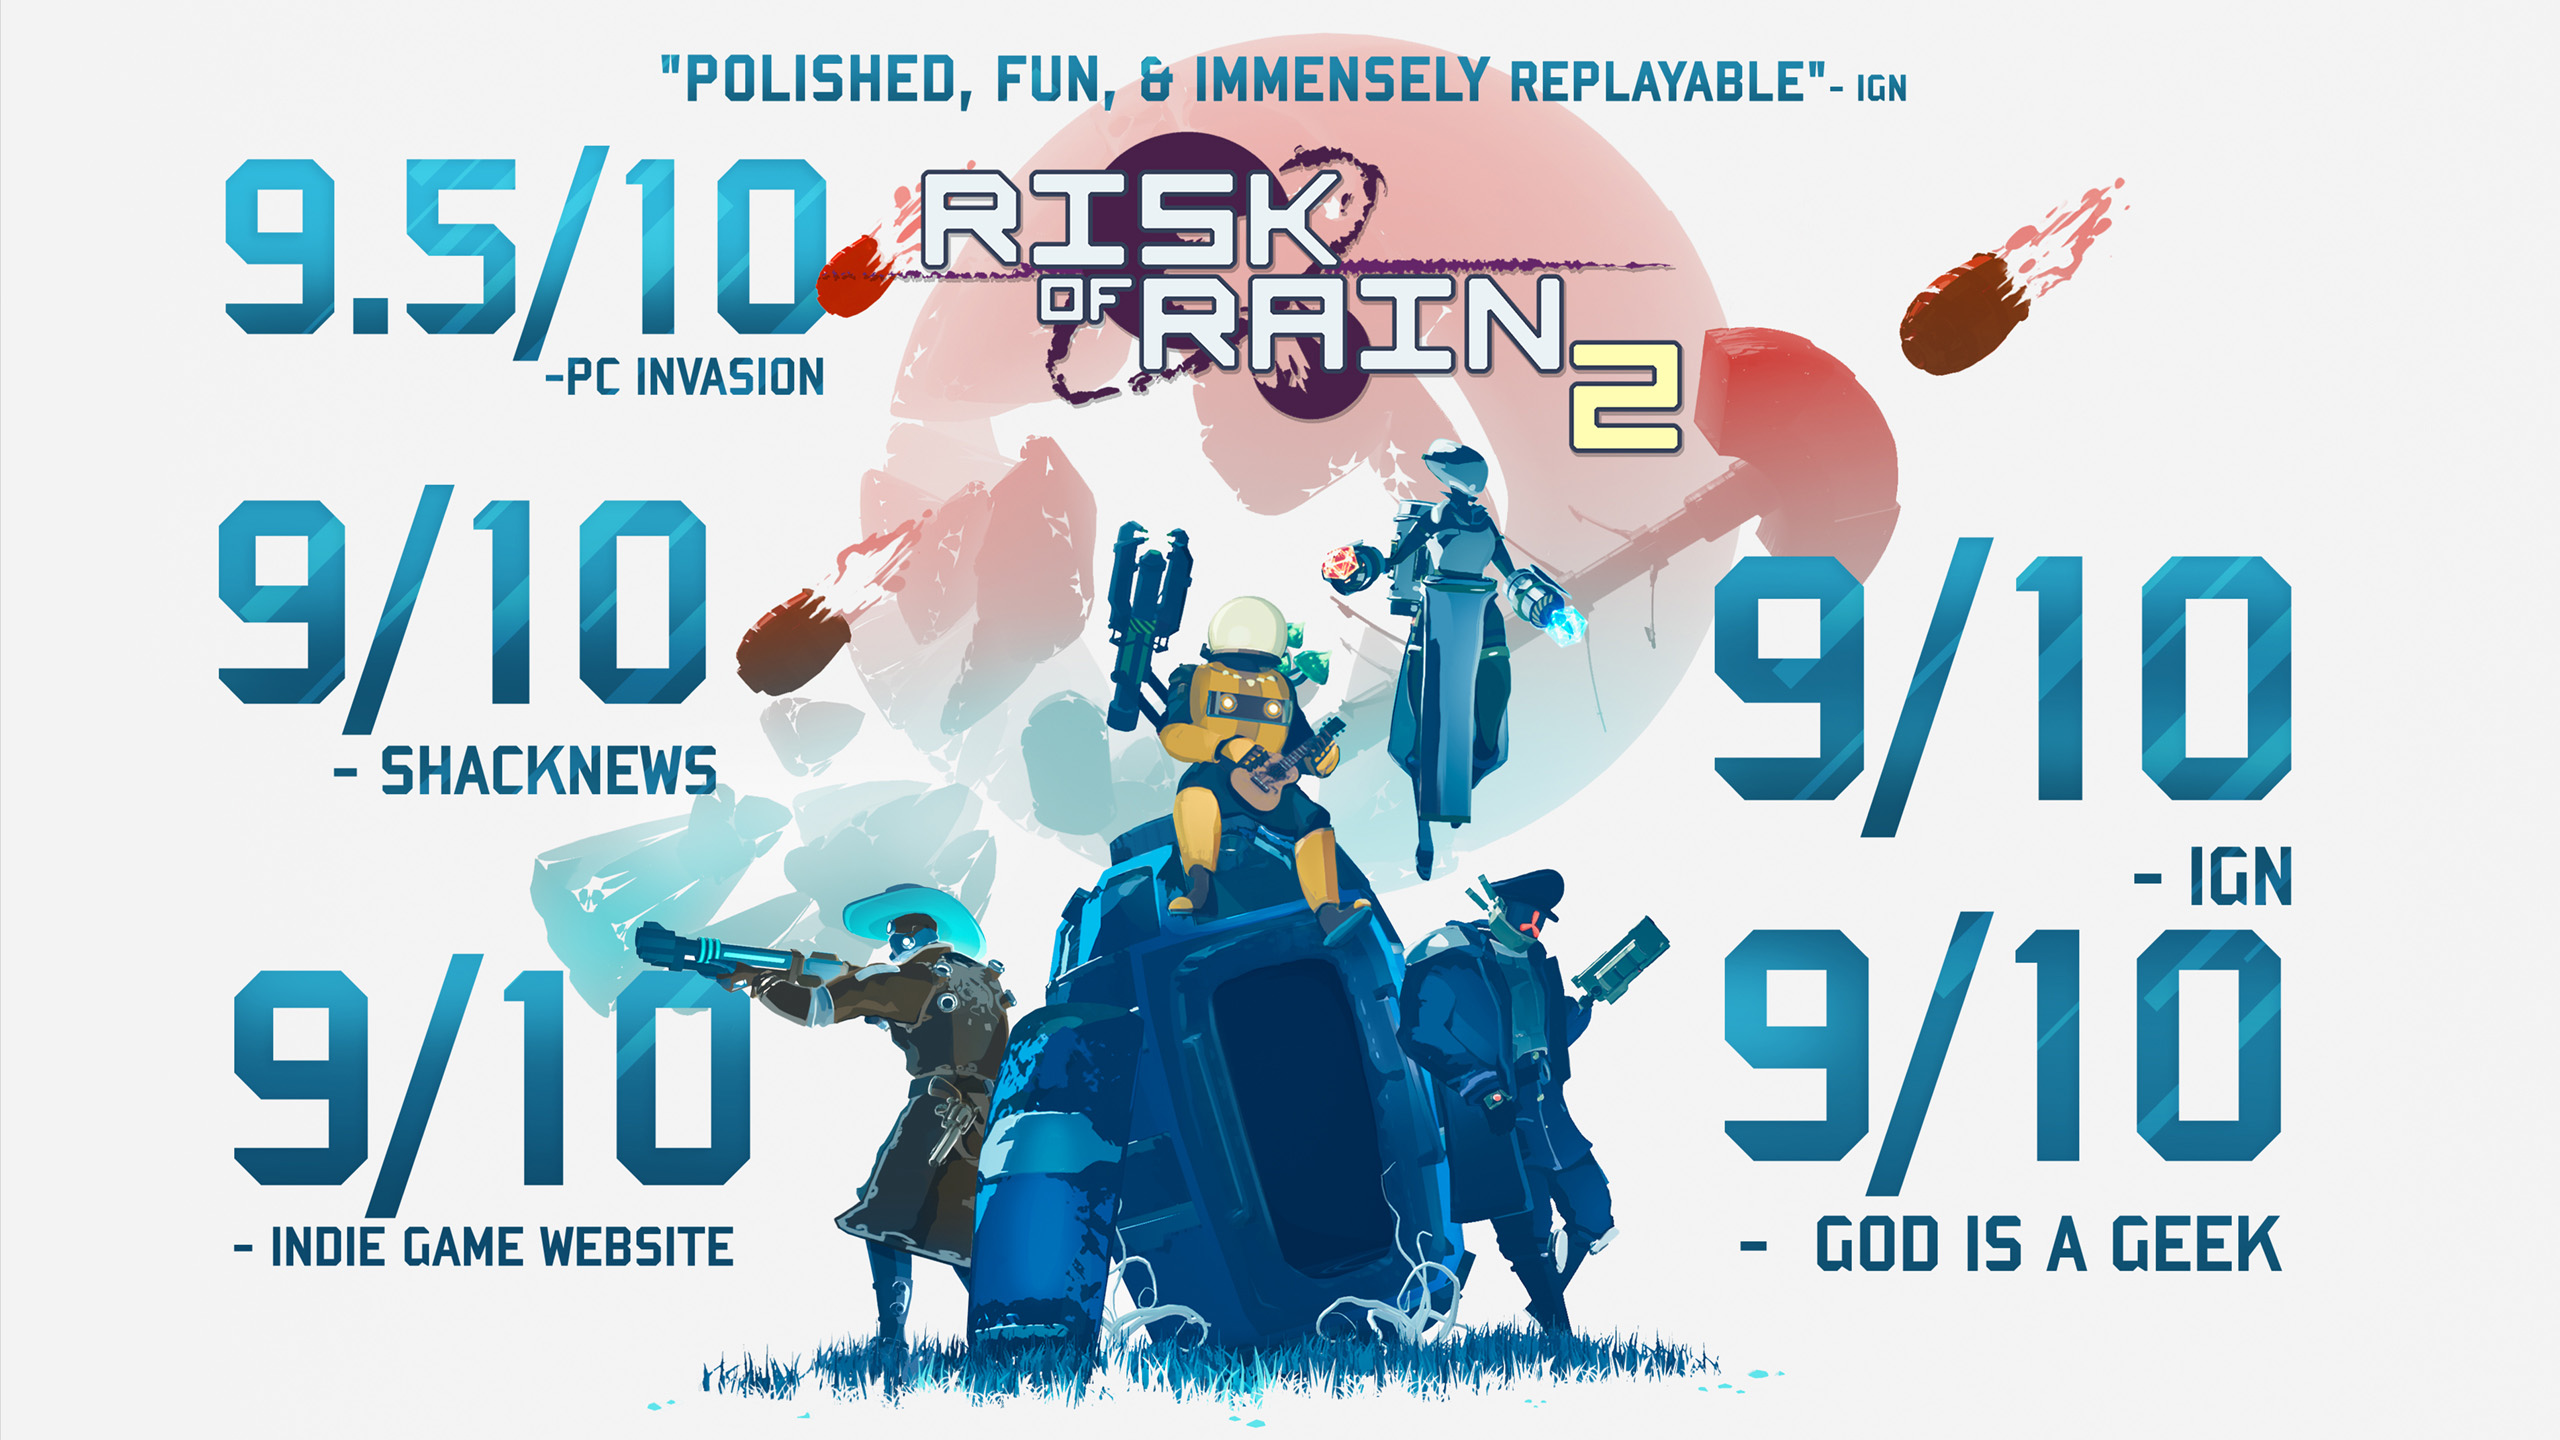 "POLISHED, FUN, & IMMENSELY REPLAYABLE"- IGN
RISK
OF RAIN 2
9.5/10
-PC INVASION
9/10
- SHACKNEWS
9/10
- INDIE GAME WEBSITE
9/10
- IGN
9/10
- GOD IS A GEEK